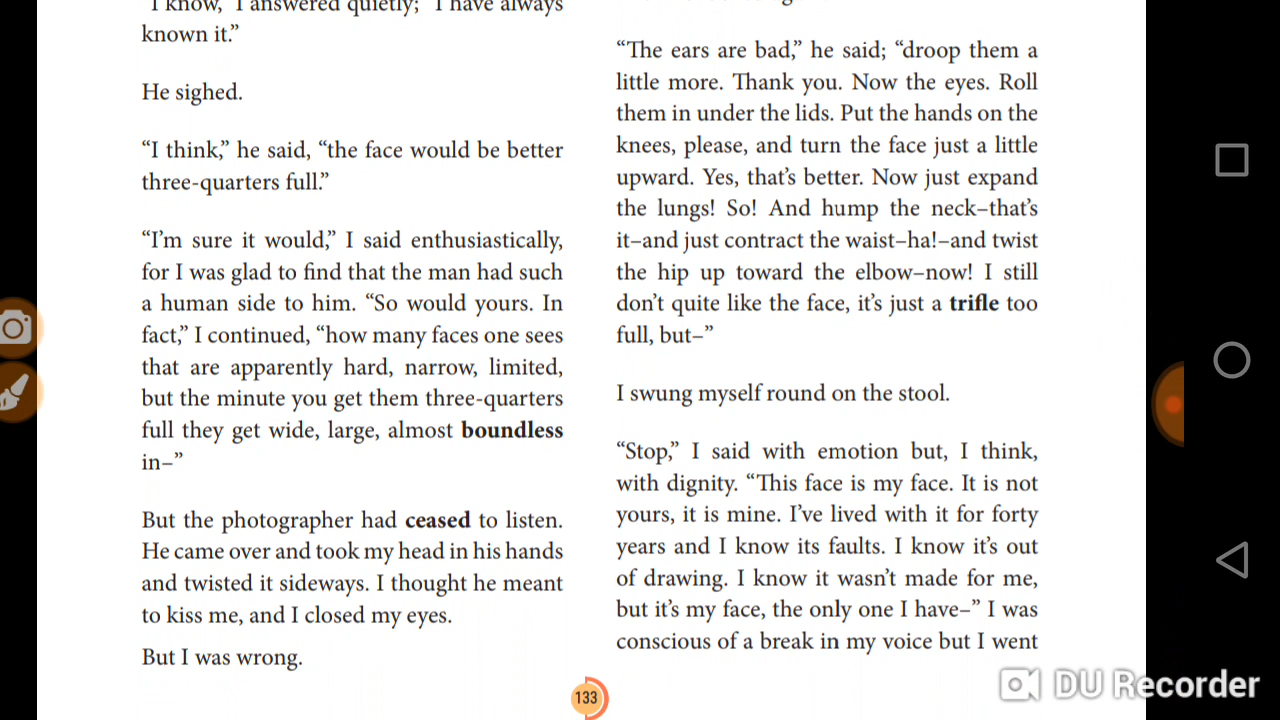 "I know," I answered quietly; "I have always
known it."
He sighed.
"I think," he said, "the face would be better
three-quarters full."
"I'm sure it would," I said enthusiastically,
for I was glad to find that the man had such
a human side to him. "So would yours. In
fact," I continued, "how many faces one sees
that are apparently hard, narrow, limited,
but the minute you get them three-quarters
full they get wide, large, almost boundless
in–"
But the photographer had ceased to listen.
He came over and took my head in his hands
and twisted it sideways. I thought he meant
to kiss me, and I closed my eyes.
But I was wrong.
"The ears are bad," he said; "droop them a
little more. Thank you. Now the eyes. Roll
them in under the lids. Put the hands on the
knees, please, and turn the face just a little
upward. Yes, that's better. Now just expand
the lungs! So! And hump the neck–that's
it–and just contract the waist–ha!–and twist
the hip up toward the elbow–now! I still
don't quite like the face, it's just a trifle too
full, but–"
I swung myself round on the stool.
"Stop," I said with emotion but, I think,
with dignity. "This face is my face. It is not
yours, it is mine. I've lived with it for forty
years and I know its faults. I know it's out
of drawing. I know it wasn't made for me,
but it's my face, the only one I have–" I was
conscious of a break in my voice but I went
133
DU Recorder